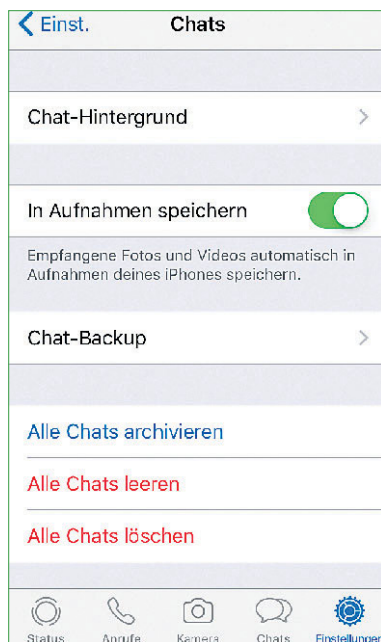 Einst.
Chats
Chat-Hintergrund
In Aufnahmen speichern
Empfangene Fotos und Videos automatisch in
Aufnahmen deines iPhones speichern.
Chat-Backup
Alle Chats archivieren
Alle Chats leeren
Alle Chats löschen
Status Anrufe Kamera Chats Einstellungen